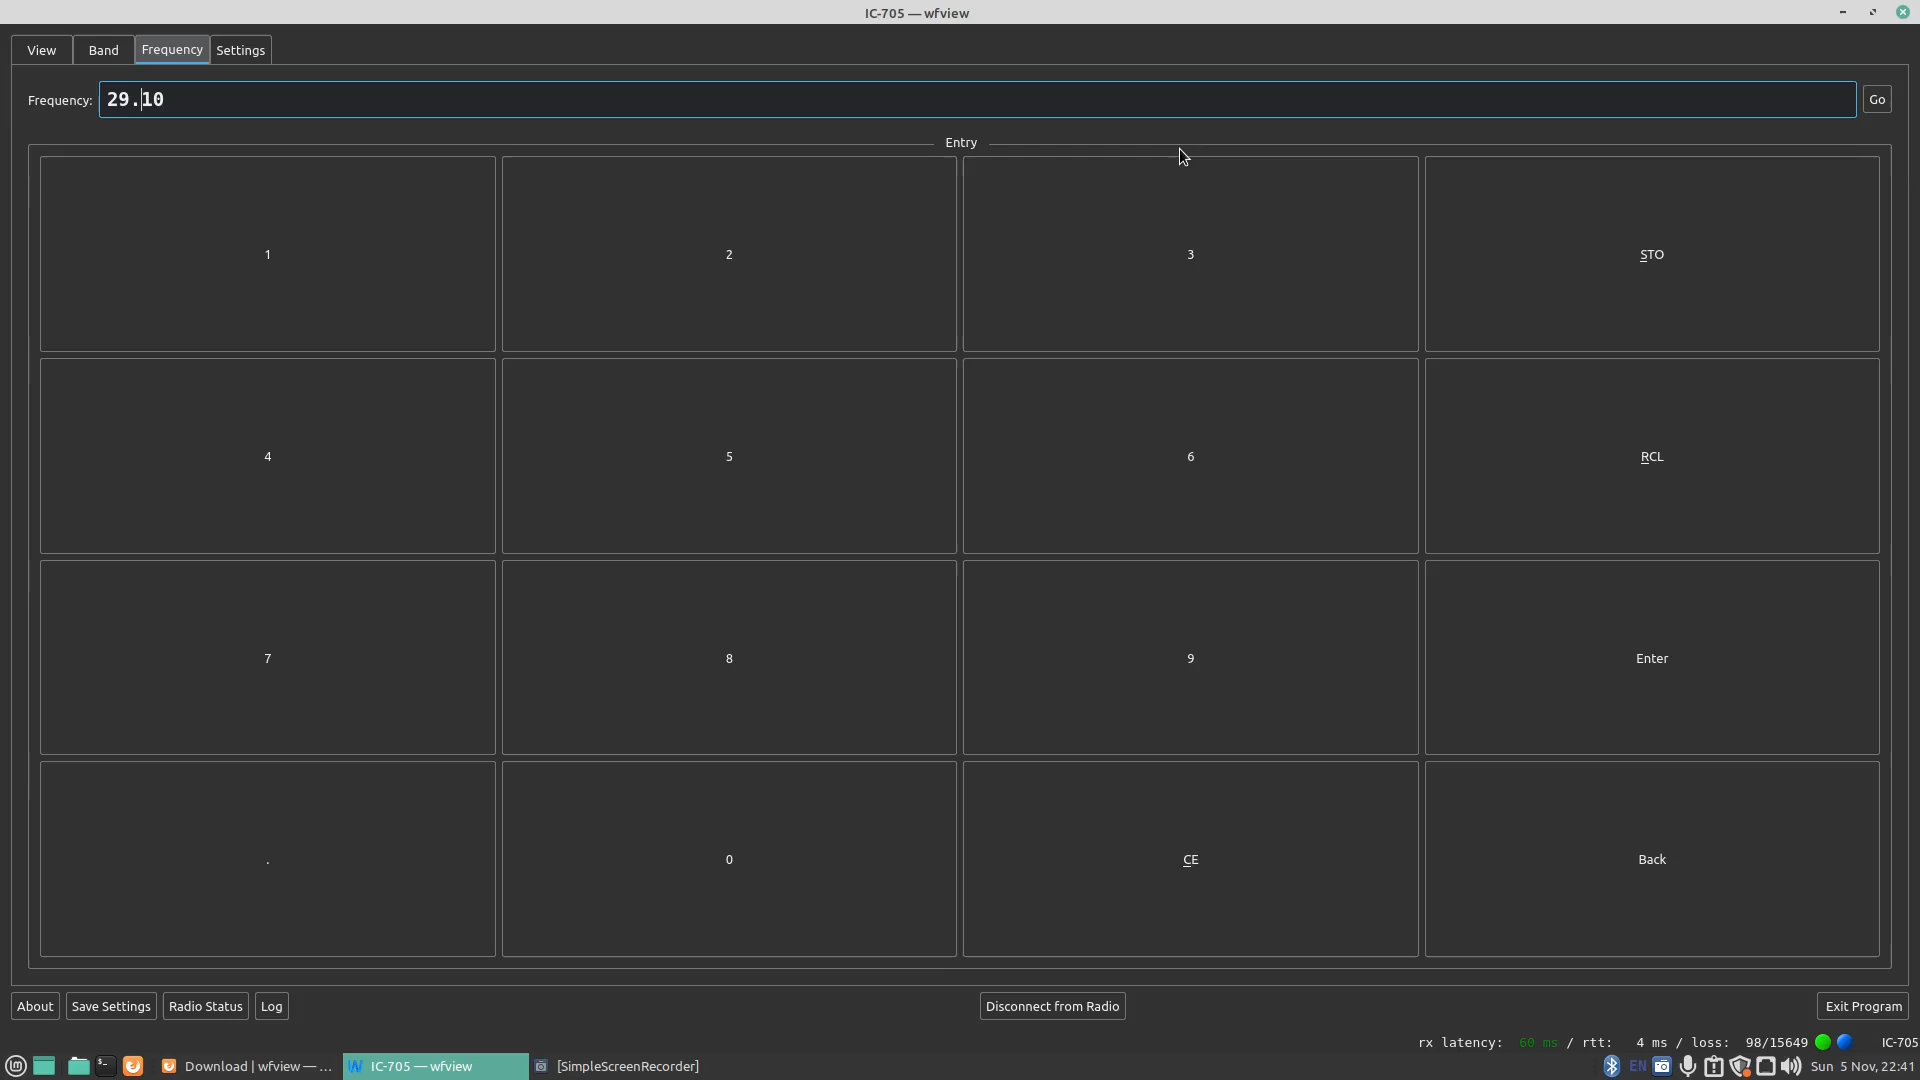 IC-705 — wfview
View Band Frequency Settings
Frequency: 29.10 Go
Entry
1 2 3 STO
4 5 6 RCL
7 8 9 Enter
. 0 CE Back
About Save Settings Radio Status Log Disconnect from Radio Exit Program
rx latency: 60 ms / rtt: 4 ms / loss: 98/15649 IC-705
Download | wfview — ... IC-705 — wfview [SimpleScreenRecorder] EN Sun 5 Nov, 22:41